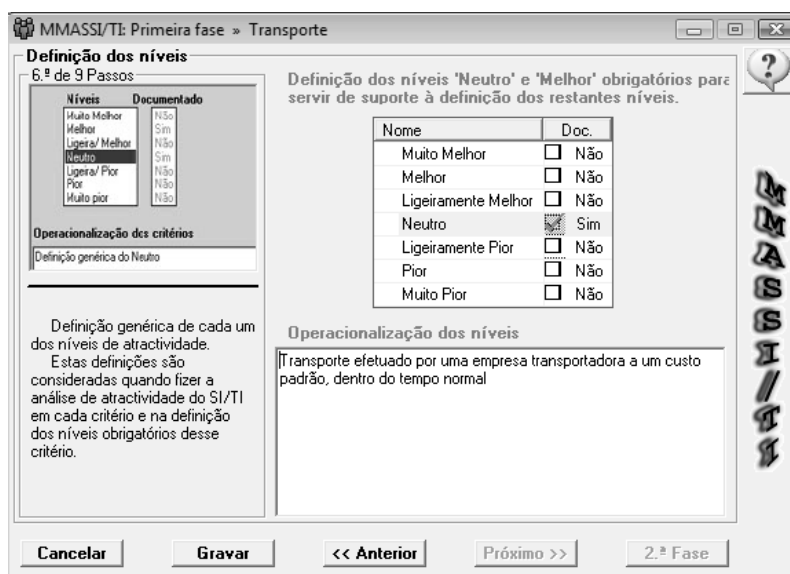 MMASSI/TI: Primeira fase » Transporte
Definição dos níveis
6.º de 9 Passos
Níveis Documentado
Muito Melhor Não
Melhor Sim
Ligeira/ Melhor Não
Neutro Sim
Ligeira/ Pior Não
Pior Não
Muito pior Não
Operacionalização dos critérios
Definição genérica do Neutro
Definição genérica de cada um
dos níveis de atractividade.
Estas definições são
consideradas quando fizer a
análise de atractividade do SI/TI
em cada critério e na definição
dos níveis obrigatórios desse
critério.
Definição dos níveis 'Neutro' e 'Melhor' obrigatórios para
servir de suporte à definição dos restantes níveis.
Nome Doc.
Muito Melhor Não
Melhor Não
Ligeiramente Melhor Não
Neutro Sim
Ligeiramente Pior Não
Pior Não
Muito Pior Não
Operacionalização dos níveis
Transporte efetuado por uma empresa transportadora a um custo
padrão, dentro do tempo normal
?
MMASSI/TI
Cancelar Gravar << Anterior Próximo >> 2.ª Fase